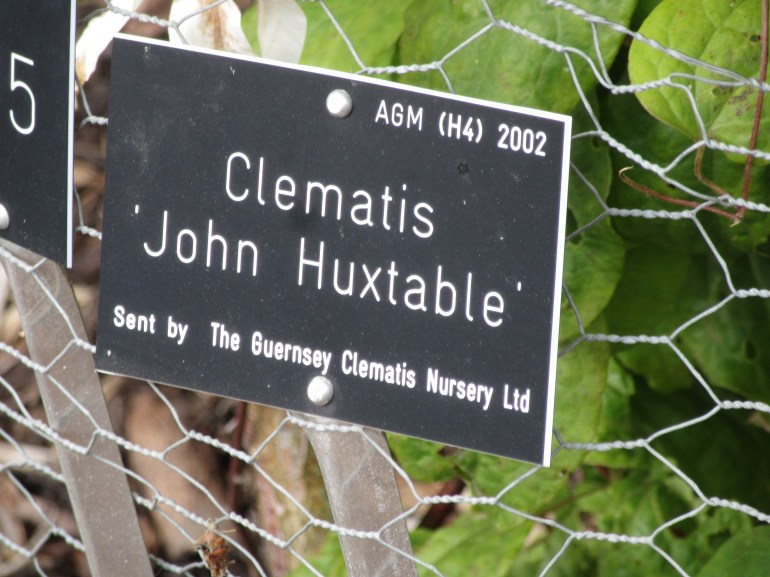 5
AGM (H4) 2002
Clematis
'John Huxtable'
Sent by The Guernsey Clematis Nursery Ltd